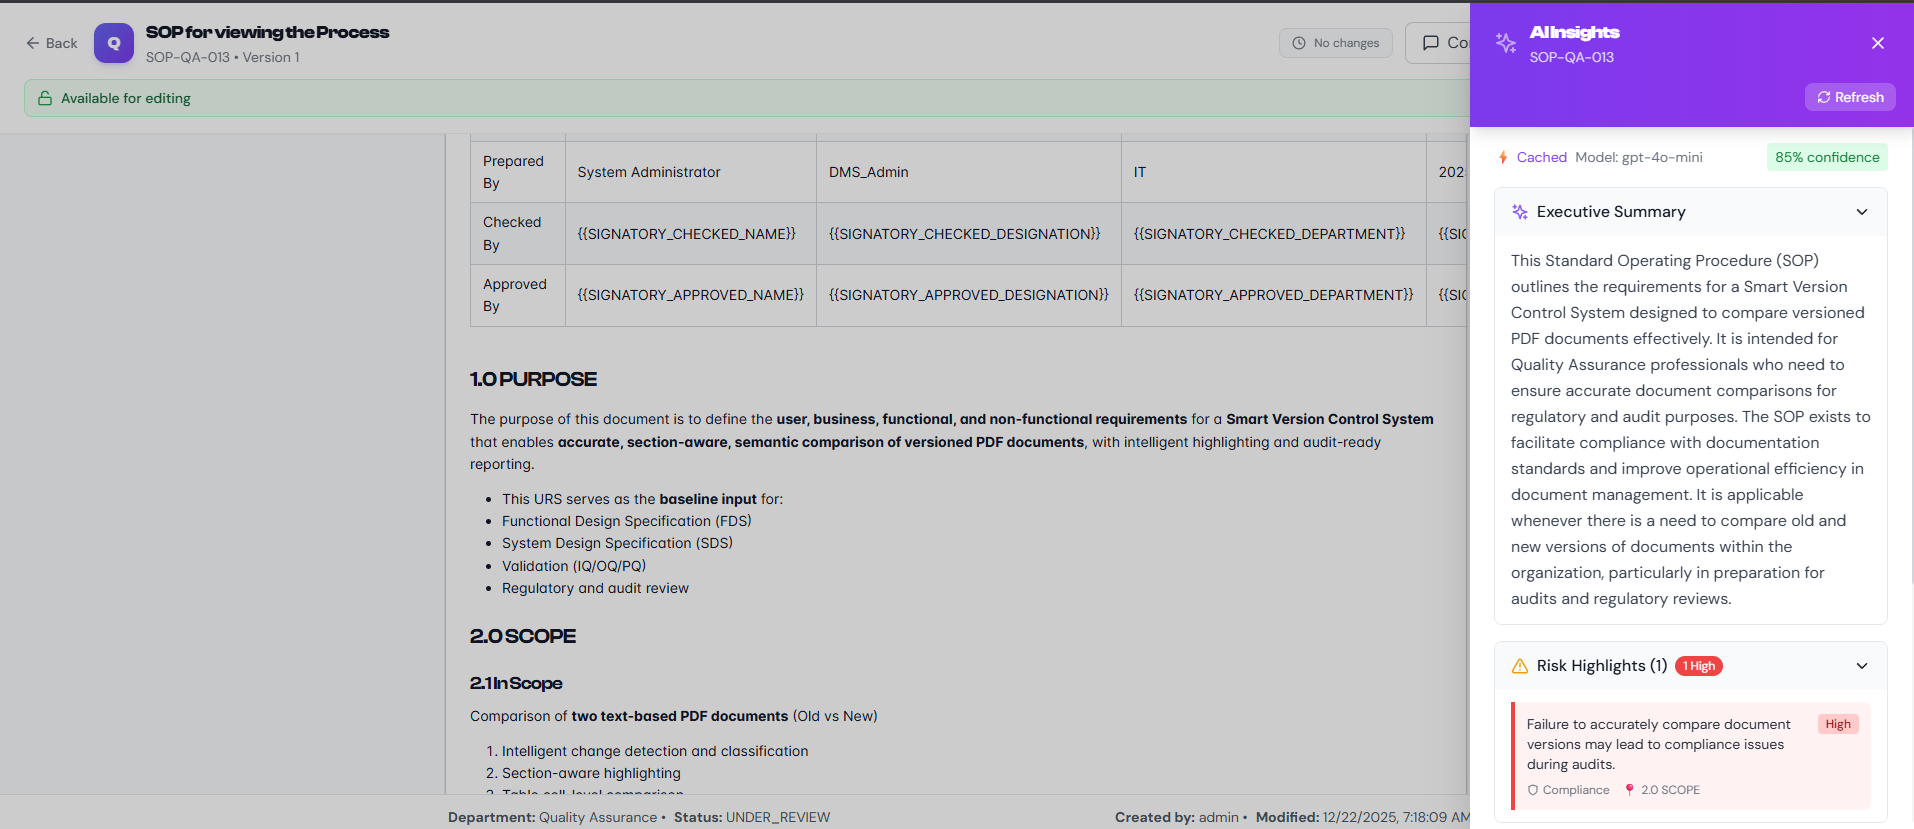 Back
Q
SOP for viewing the Process
SOP-QA-013 • Version 1
No changes
Available for editing
Prepared
By
System Administrator
DMS_Admin
IT
Checked
By
{{SIGNATORY_CHECKED_NAME}}
{{SIGNATORY_CHECKED_DESIGNATION}}
{{SIGNATORY_CHECKED_DEPARTMENT}}
Approved
By
{{SIGNATORY_APPROVED_NAME}}
{{SIGNATORY_APPROVED_DESIGNATION}}
{{SIGNATORY_APPROVED_DEPARTMENT}}
1.0 PURPOSE
The purpose of this document is to define the user, business, functional, and non-functional requirements for a Smart Version Control System
that enables accurate, section-aware, semantic comparison of versioned PDF documents, with intelligent highlighting and audit-ready
reporting.
• This URS serves as the baseline input for:
• Functional Design Specification (FDS)
• System Design Specification (SDS)
• Validation (IQ/OQ/PQ)
• Regulatory and audit review
2.0 SCOPE
2.1 In Scope
Comparison of two text-based PDF documents (Old vs New)
1. Intelligent change detection and classification
2. Section-aware highlighting
3. Table cell-level comparison
Department: Quality Assurance • Status: UNDER_REVIEW
Created by: admin • Modified: 12/22/2025, 7:18:09 AM
AI Insights
SOP-QA-013
Refresh
Cached Model: gpt-4o-mini
85% confidence
Executive Summary
This Standard Operating Procedure (SOP)
outlines the requirements for a Smart Version
Control System designed to compare versioned
PDF documents effectively. It is intended for
Quality Assurance professionals who need to
ensure accurate document comparisons for
regulatory and audit purposes. The SOP exists to
facilitate compliance with documentation
standards and improve operational efficiency in
document management. It is applicable
whenever there is a need to compare old and
new versions of documents within the
organization, particularly in preparation for
audits and regulatory reviews.
Risk Highlights (1) 1 High
Failure to accurately compare document
versions may lead to compliance issues
during audits.
High
Compliance
2.0 SCOPE